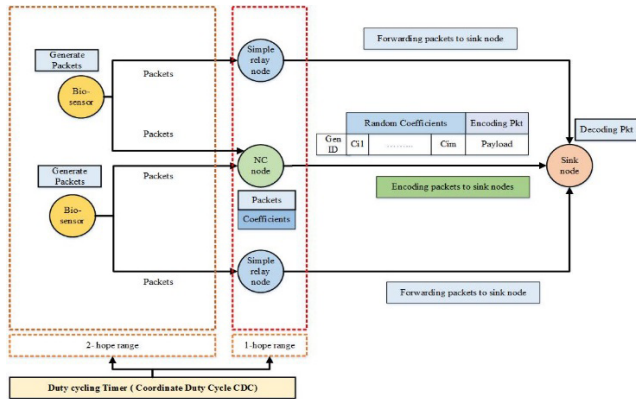 Generate
Packets
Bio-
sensor
Packets
Packets
Simple
relay
node
Forwarding packets to sink node
Random Coefficients
Encoding Pkt
Gen
ID
Ci1
.........
Cim
Payload
Decoding Pkt
Generate
Packets
Bio-
sensor
Packets
Packets
NC
node
Packets
Coefficients
Encoding packets to sink nodes
Sink
node
Simple
relay
node
Forwarding packets to sink node
2- hope range
1-hope range
Duty cycling Timer ( Coordinate Duty Cycle CDC)